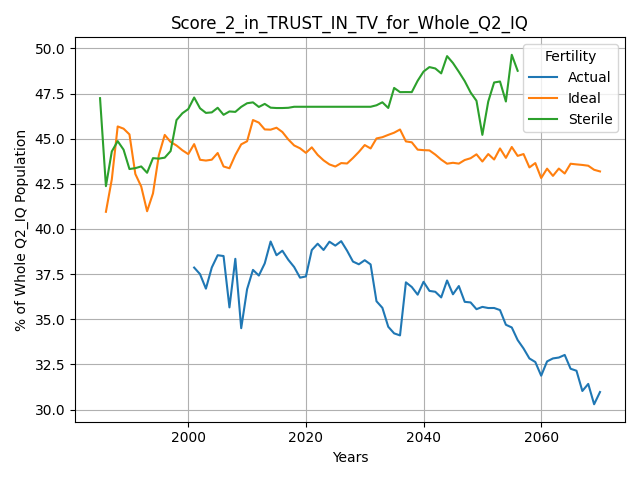 Score_2_in_TRUST_IN_TV_for_Whole_Q2_IQ
% of Whole Q2_IQ Population
50.0
47.5
45.0
42.5
40.0
37.5
35.0
32.5
30.0
Fertility
Actual
Ideal
Sterile
2000
2020
2040
2060
Years